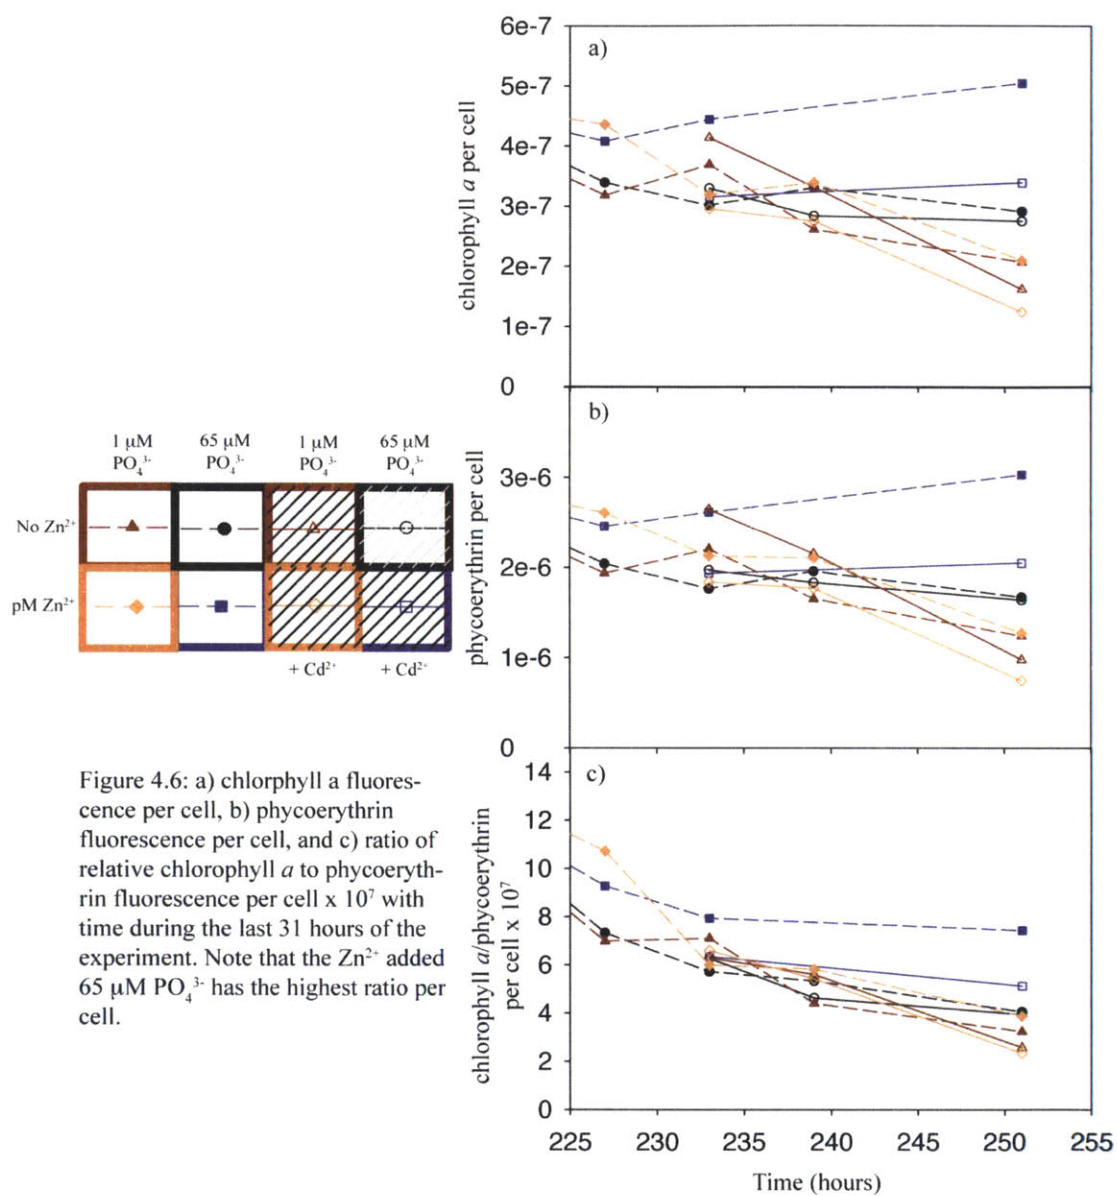 6e-7
a)
5e-7
4e-7
3e-7
2e-7
1e-7
0
chlorophyll a per cell
b)
3e-6
2e-6
1e-6
0
phycoerythrin per cell
1 µM 65 µM 1 µM 65 µM
PO₄³⁻ PO₄³⁻ PO₄³⁻ PO₄³⁻
No Zn²⁺
pM Zn²⁺
+ Cd²⁺ + Cd²⁺
Figure 4.6: a) chlorphyll a fluores-
cence per cell, b) phycoerythrin
fluorescence per cell, and c) ratio of
relative chlorophyll a to phycoeryth-
rin fluorescence per cell x 10⁷ with
time during the last 31 hours of the
experiment. Note that the Zn²⁺ added
65 µM PO₄³⁻ has the highest ratio per
cell.
c)
14
12
10
8
6
4
2
0
chlorophyll a/phycoerythrin
per cell x 10⁷
225 230 235 240 245 250 255
Time (hours)